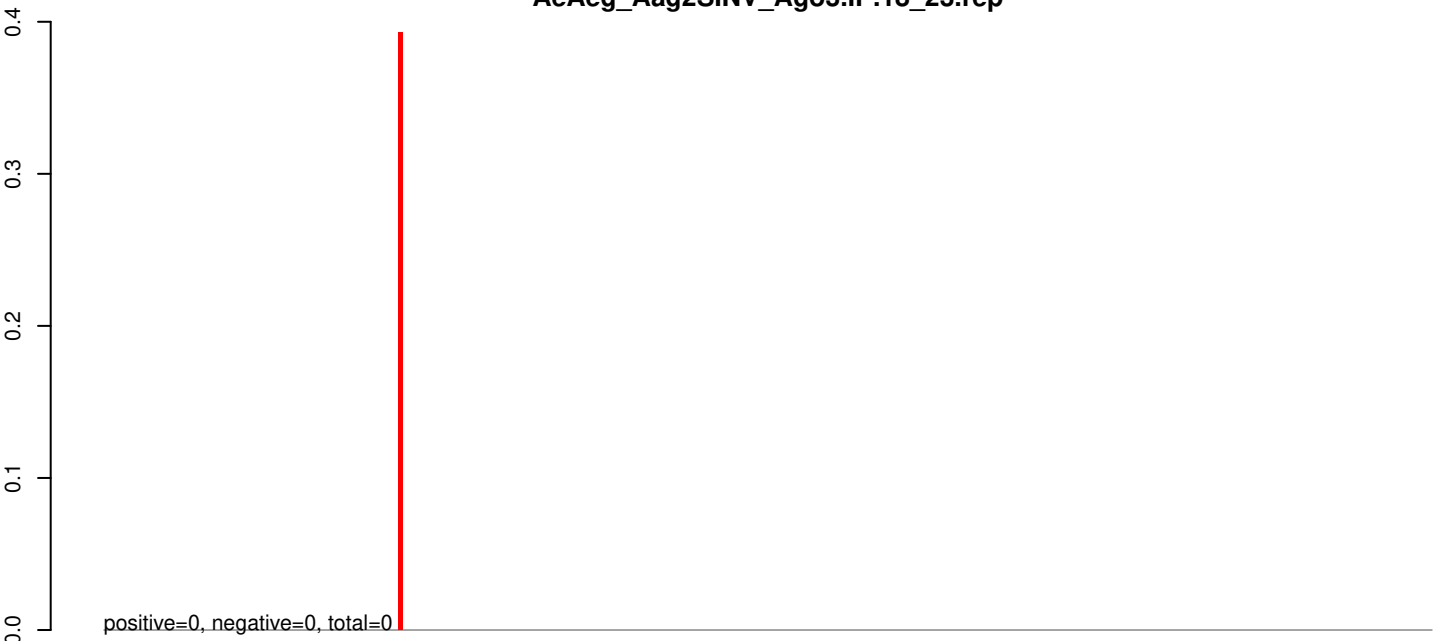 AeAeg_Aag2SINV_Ago3.IP.18_23.rep
0.4
0.3
0.2
0.1
0.0
positive=0, negative=0, total=0